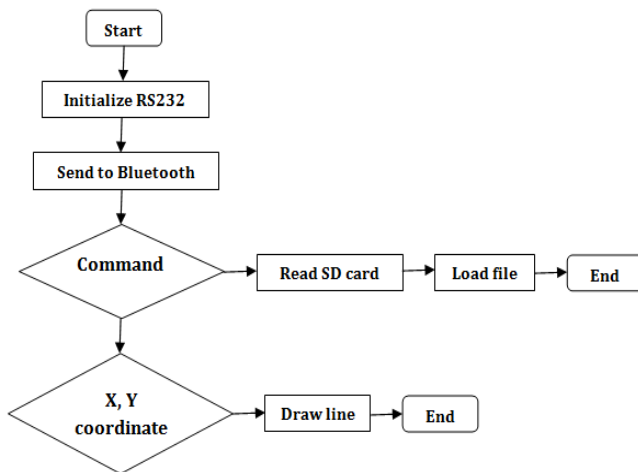 Start
Initialize RS232
Send to Bluetooth
Command
Read SD card
Load file
End
X, Y
coordinate
Draw line
End